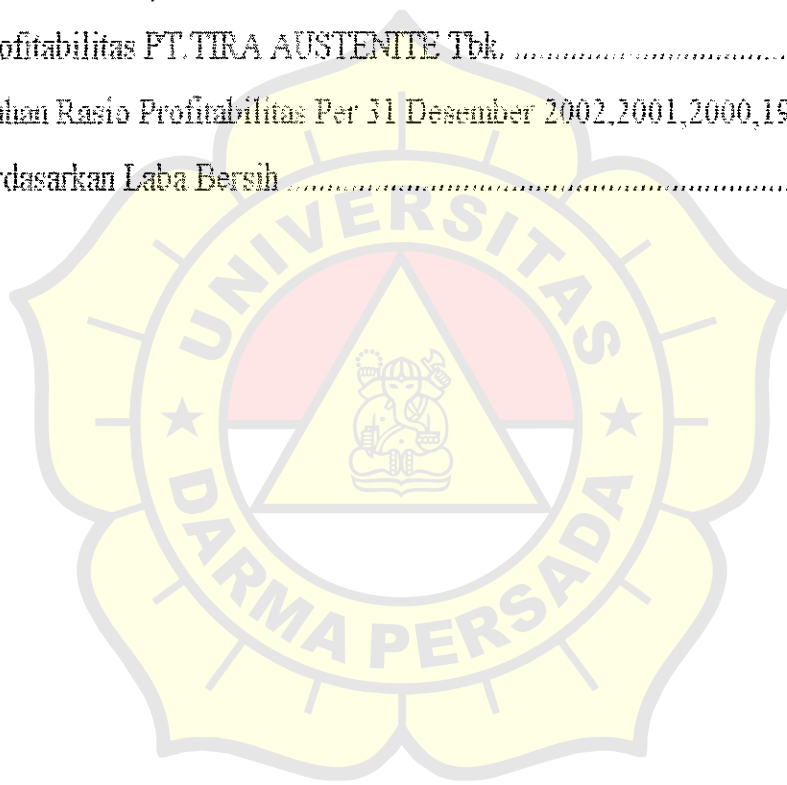 ofitabilitas PT. TIRA AUSTENITE Tbk. ..........................................
ahan Rasio Profitabilitas Per 31 Desember 2002,2001,2000,19
rdasarkan Laba Bersih ..........................................................................
UNIVERSITAS
DARMA PERSADA